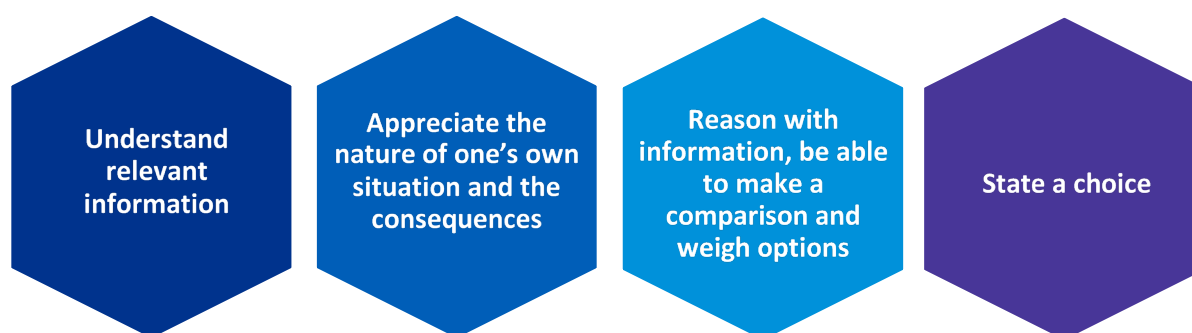 Understand
relevant
information
Appreciate the
nature of one’s own
situation and the
consequences
Reason with
information, be able
to make a
comparison and
weigh options
State a choice